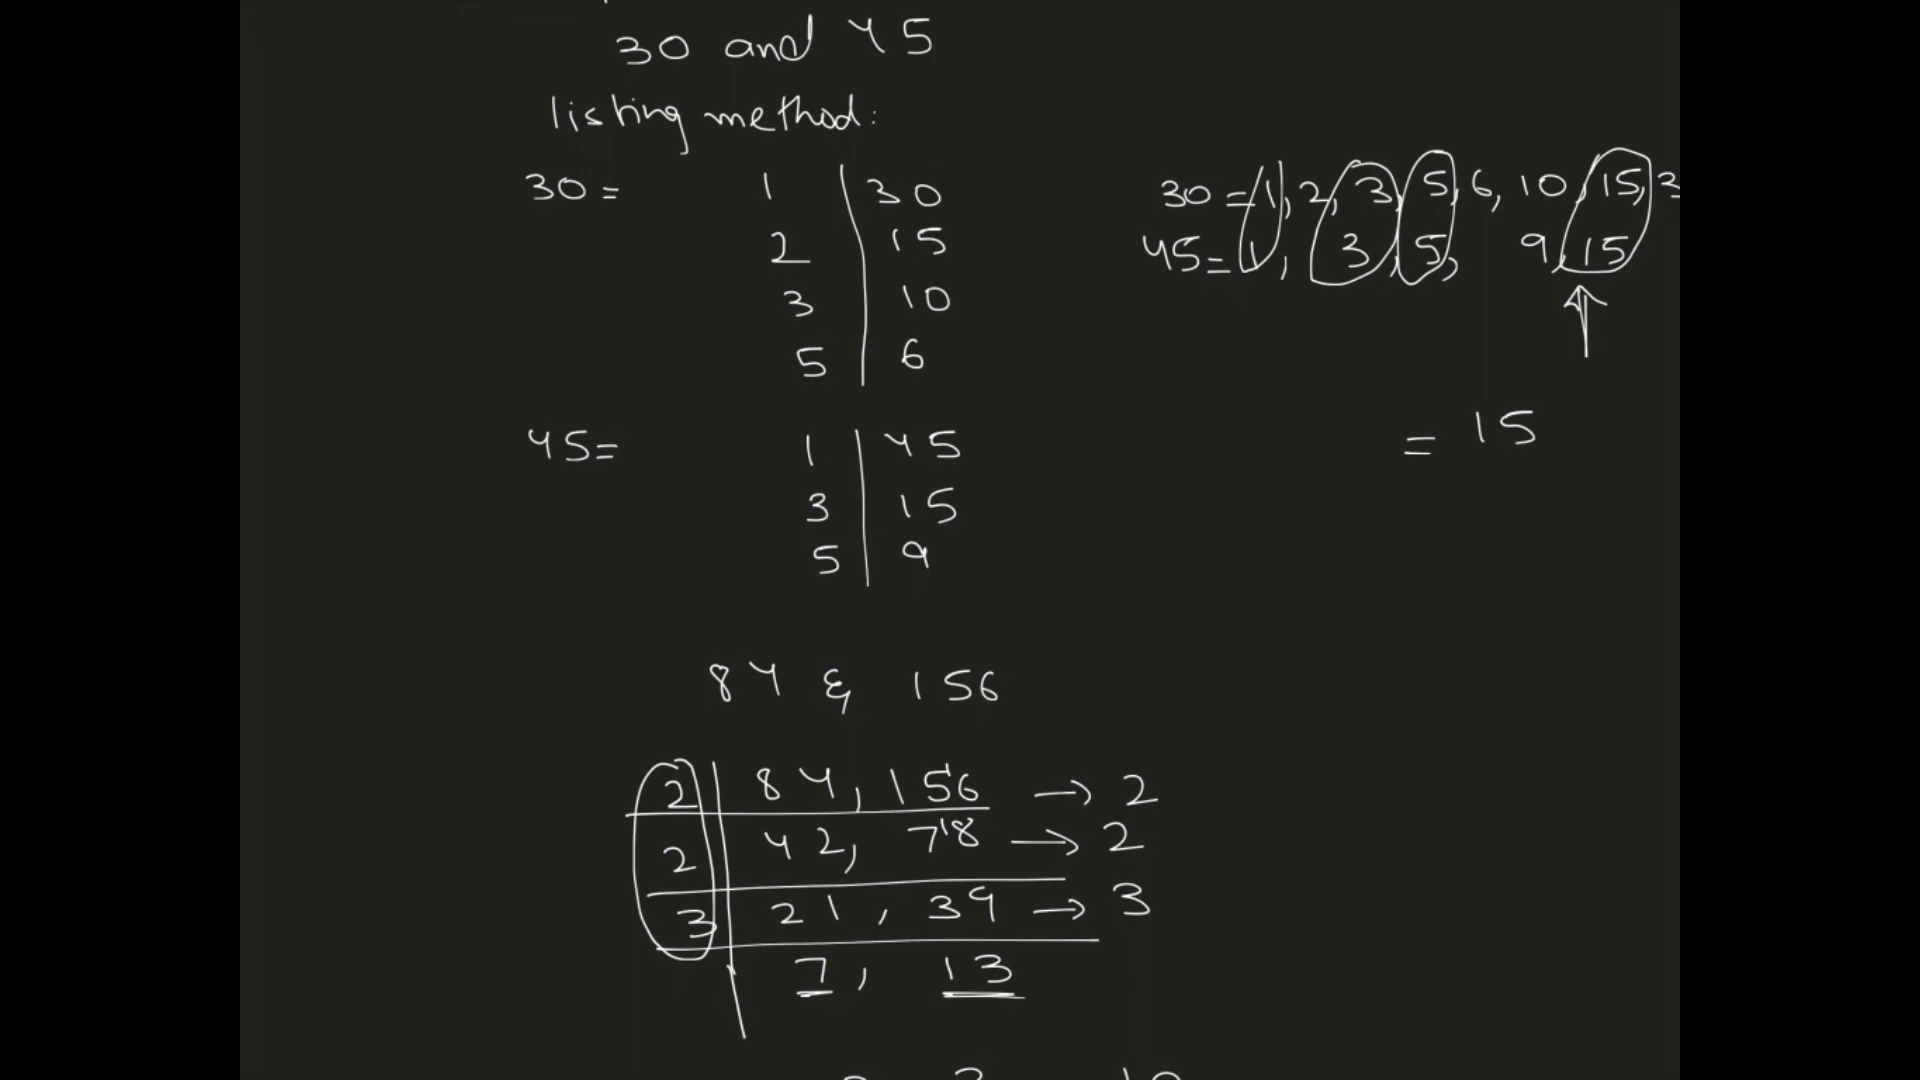 30 and 45
listing method:
30 = 1 | 30
2 | 15
3 | 10
5 | 6
30 = 1, 2, 3, 5, 6, 10, 15, 3
45 = 1, 3, 5, 9, 15
= 15
45 = 1 | 45
3 | 15
5 | 9
84 & 156
2 | 84, 156 → 2
2 | 42, 78 → 2
3 | 21, 39 → 3
7, 13